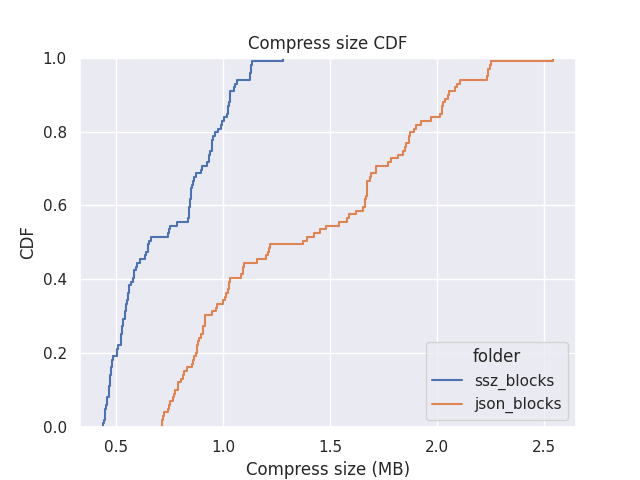 Compress size CDF
1.0
0.8
0.6
0.4
0.2
0.0
CDF
0.5
1.0
1.5
2.0
2.5
Compress size (MB)
folder
ssz_blocks
json_blocks